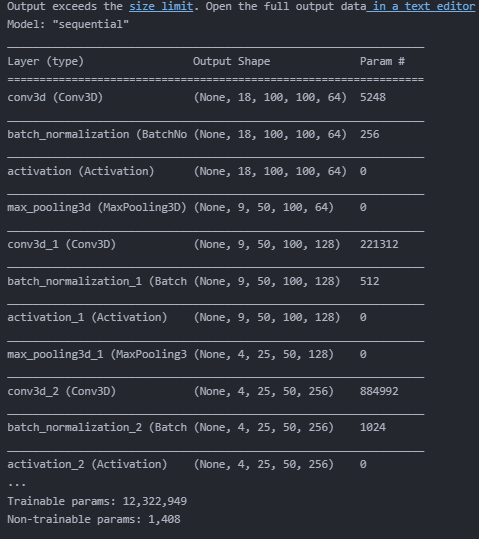 Output exceeds the size limit. Open the full output data in a text editor
Model: "sequential"
_________________________________________________________________
Layer (type)                 Output Shape              Param #
=================================================================
conv3d (Conv3D)              (None, 18, 100, 100, 64)  5248
_________________________________________________________________
batch_normalization (BatchNo (None, 18, 100, 100, 64)  256
_________________________________________________________________
activation (Activation)      (None, 18, 100, 100, 64)  0
_________________________________________________________________
max_pooling3d (MaxPooling3D) (None, 9, 50, 100, 64)    0
_________________________________________________________________
conv3d_1 (Conv3D)            (None, 9, 50, 100, 128)   221312
_________________________________________________________________
batch_normalization_1 (Batch (None, 9, 50, 100, 128)   512
_________________________________________________________________
activation_1 (Activation)    (None, 9, 50, 100, 128)   0
_________________________________________________________________
max_pooling3d_1 (MaxPooling3 (None, 4, 25, 50, 128)    0
_________________________________________________________________
conv3d_2 (Conv3D)            (None, 4, 25, 50, 256)    884992
_________________________________________________________________
batch_normalization_2 (Batch (None, 4, 25, 50, 256)    1024
_________________________________________________________________
activation_2 (Activation)    (None, 4, 25, 50, 256)    0
...
Trainable params: 12,322,949
Non-trainable params: 1,408